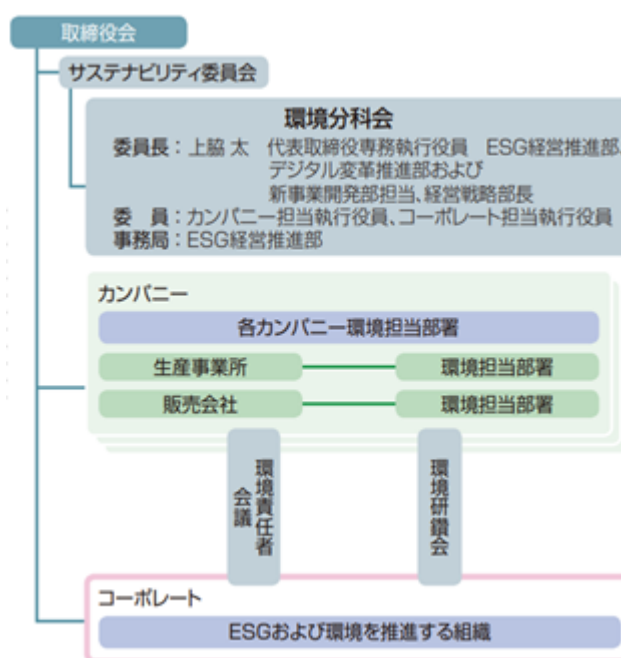 取締役会
サステナビリティ委員会
環境分科会
委員長：上脇 太　代表取締役専務執行役員　ESG経営推進部、
デジタル変革推進部および
新事業開発部担当、経営戦略部長
委　員：カンパニー担当執行役員、コーポレート担当執行役員
事務局：ESG経営推進部
カンパニー
各カンパニー環境担当部署
生産事業所　環境担当部署
販売会社　環境担当部署
環境責任者
会議
環境研鑽会
コーポレート
ESGおよび環境を推進する組織